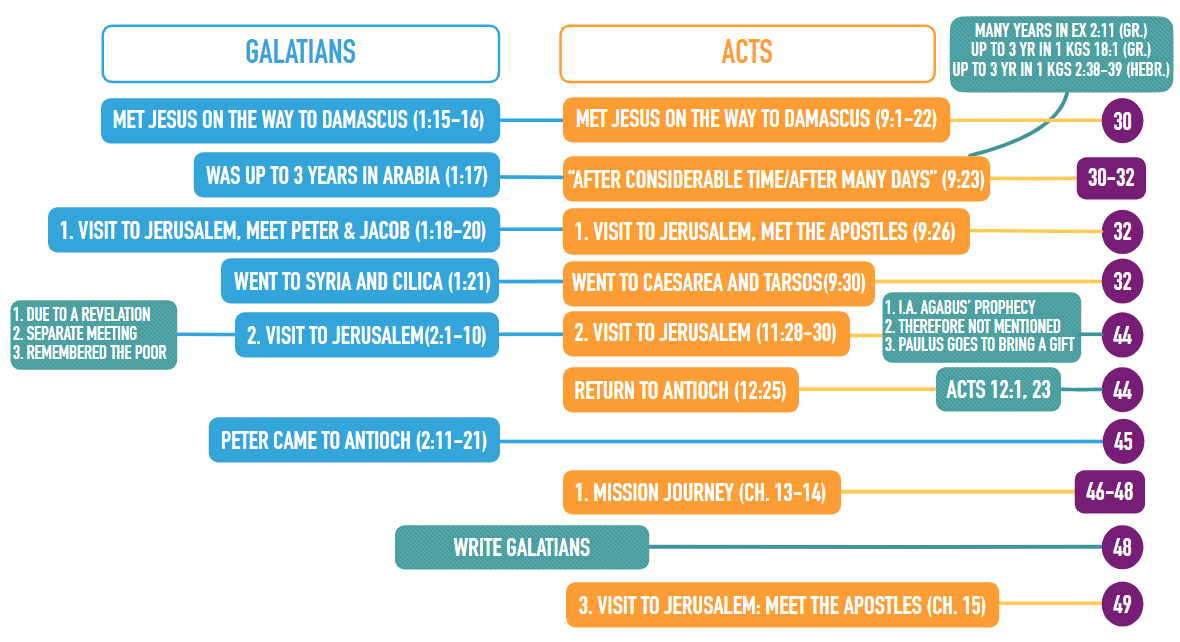 GALATIANS
ACTS
MANY YEARS IN EX 2:11 (GR.)
UP TO 3 YR IN 1 KGS 18:1 (GR.)
UP TO 3 YR IN 1 KGS 2:38–39 (HEBR.)
MET JESUS ON THE WAY TO DAMASCUS (1:15–16)
MET JESUS ON THE WAY TO DAMASCUS (9:1–22)
30
WAS UP TO 3 YEARS IN ARABIA (1:17)
“AFTER CONSIDERABLE TIME/AFTER MANY DAYS” (9:23)
30–32
1. VISIT TO JERUSALEM, MEET PETER & JACOB (1:18–20)
1. VISIT TO JERUSALEM, MET THE APOSTLES (9:26)
32
WENT TO SYRIA AND CILICA (1:21)
WENT TO CAESAREA AND TARSOS(9:30)
32
1. DUE TO A REVELATION
2. SEPARATE MEETING
3. REMEMBERED THE POOR
2. VISIT TO JERUSALEM(2:1–10)
2. VISIT TO JERUSALEM (11:28–30)
1. I.A. AGABUS’ PROPHECY
2. THEREFORE NOT MENTIONED
3. PAULUS GOES TO BRING A GIFT
44
RETURN TO ANTIOCH (12:25)
ACTS 12:1, 23
44
PETER CAME TO ANTIOCH (2:11–21)
45
1. MISSION JOURNEY (CH. 13–14)
46–48
WRITE GALATIANS
48
3. VISIT TO JERUSALEM: MEET THE APOSTLES (CH. 15)
49